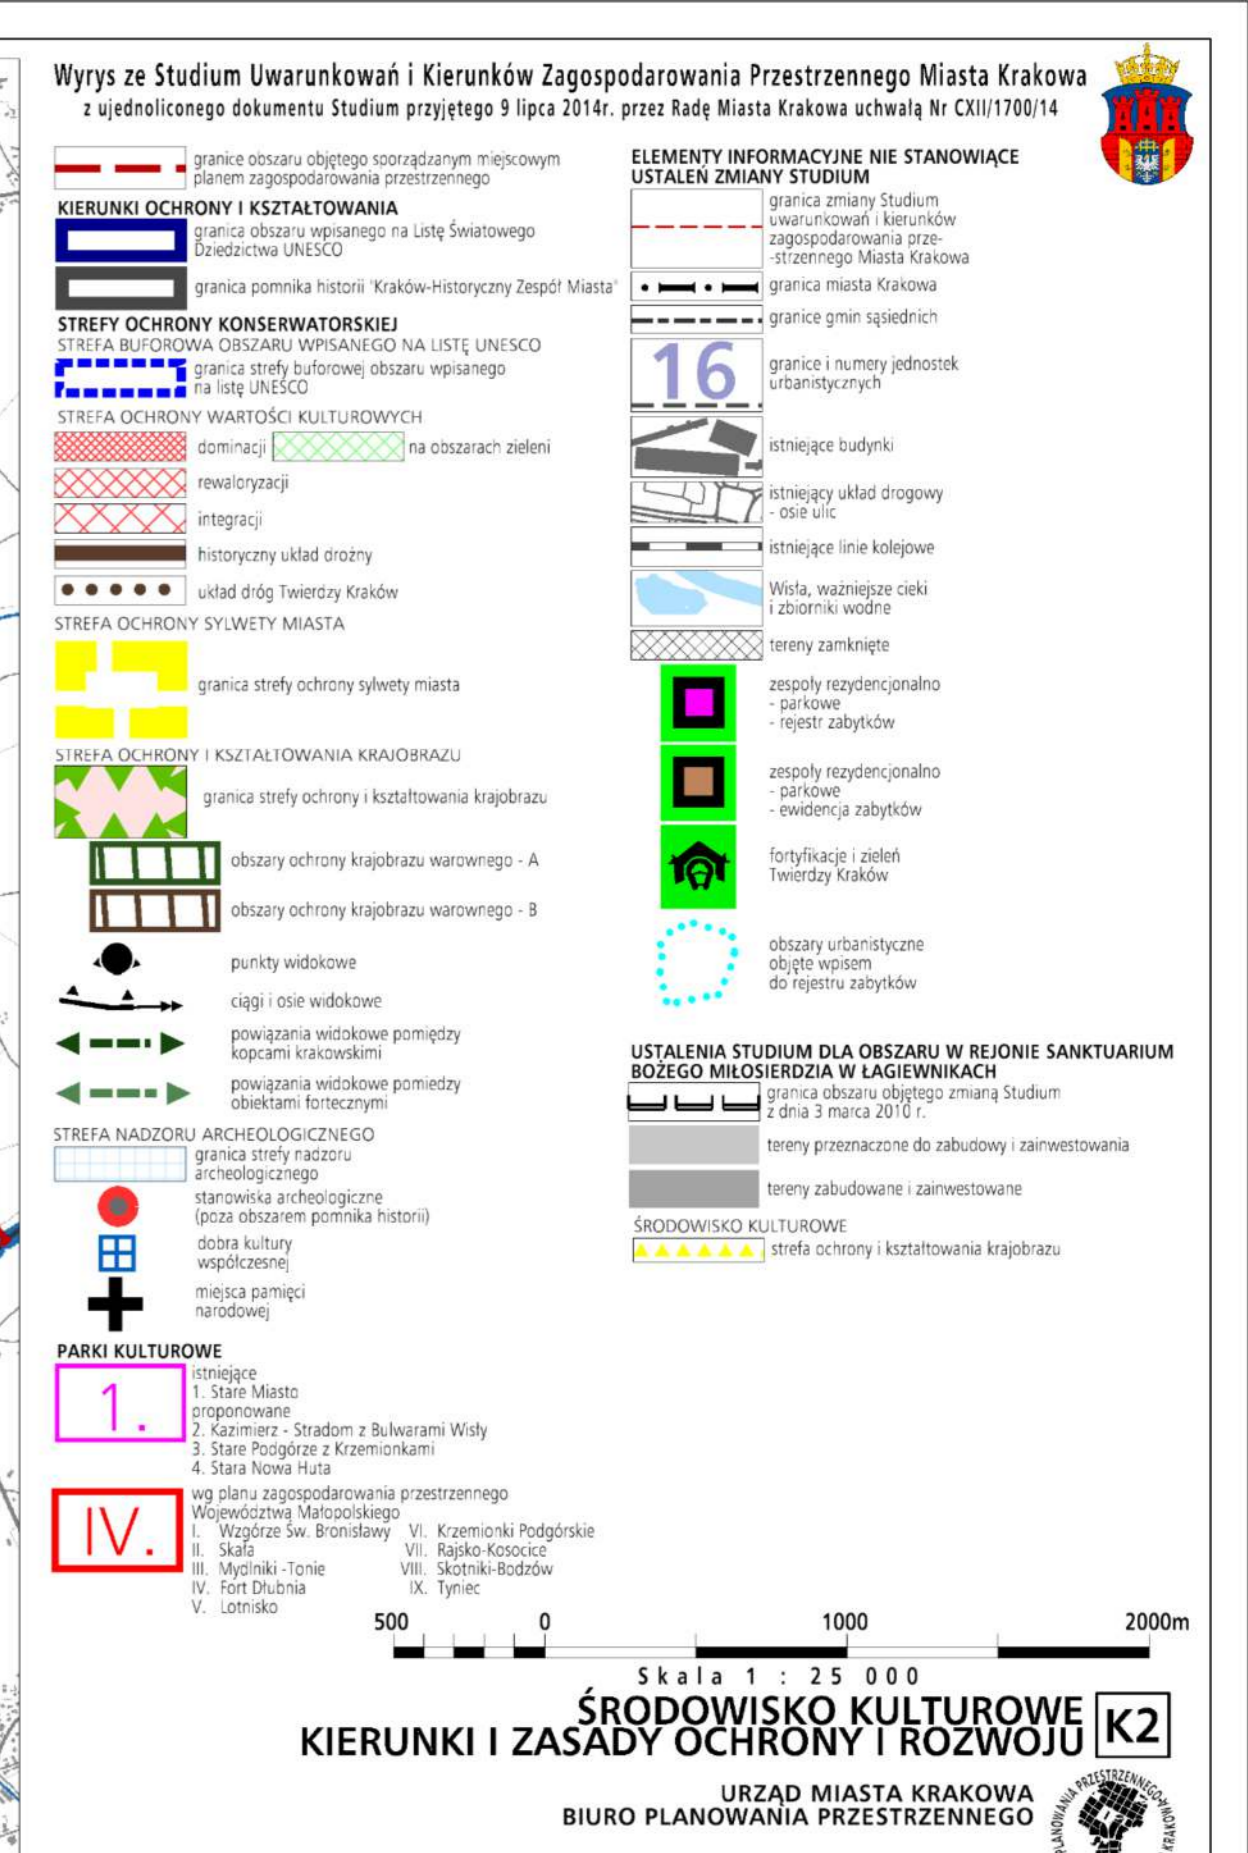 Wyrys ze Studium Uwarunkowań i Kierunków Zagospodarowania Przestrzennego Miasta Krakowa
z ujednoliconego dokumentu Studium przyjętego 9 lipca 2014r. przez Radę Miasta Krakowa uchwałą Nr CXII/1700/14
granice obszaru objętego sporządzanym miejscowym
planem zagospodarowania przestrzennego
KIERUNKI OCHRONY I KSZTAŁTOWANIA
granica obszaru wpisanego na Listę Światowego
Dziedzictwa UNESCO
granica pomnika historii 'Kraków-Historyczny Zespół Miasta'
STREFY OCHRONY KONSERWATORSKIEJ
STREFA BUFOROWA OBSZARU WPISANEGO NA LISTĘ UNESCO
granica strefy buforowej obszaru wpisanego
na listę UNESCO
STREFA OCHRONY WARTOŚCI KULTUROWYCH
dominacji
na obszarach zieleni
rewaloryzacji
integracji
historyczny układ drożny
układ dróg Twierdzy Kraków
STREFA OCHRONY SYLWETY MIASTA
granica strefy ochrony sylwety miasta
STREFA OCHRONY I KSZTAŁTOWANIA KRAJOBRAZU
granica strefy ochrony i kształtowania krajobrazu
obszary ochrony krajobrazu warownego - A
obszary ochrony krajobrazu warownego - B
punkty widokowe
ciągi i osie widokowe
powiązania widokowe pomiędzy
kopcami krakowskimi
powiązania widokowe pomiedzy
obiektami fortecznymi
STREFA NADZORU ARCHEOLOGICZNEGO
granica strefy nadzoru
archeologicznego
stanowiska archeologiczne
(poza obszarem pomnika historii)
dobra kultury
współczesnej
miejsca pamięci
narodowej
PARKI KULTUROWE
1.
istniejące
1. Stare Miasto
proponowane
2. Kazimierz - Stradom z Bulwarami Wisły
3. Stare Podgórze z Krzemionkami
4. Stara Nowa Huta
IV.
wg planu zagospodarowania przestrzennego
Województwa Małopolskiego
I. Wzgórze Św. Bronisławy VI. Krzemionki Podgórskie
II. Skała VII. Rajsko-Kosocice
III. Mydlniki -Tonie VIII. Skotniki-Bodzów
IV. Fort Dłubnia IX. Tyniec
V. Lotnisko
ELEMENTY INFORMACYJNE NIE STANOWIĄCE
USTALEŃ ZMIANY STUDIUM
granica zmiany Studium
uwarunkowań i kierunków
zagospodarowania prze-
-strzennego Miasta Krakowa
granica miasta Krakowa
granice gmin sąsiednich
16
granice i numery jednostek
urbanistycznych
istniejące budynki
istniejący układ drogowy
- osie ulic
istniejące linie kolejowe
Wisła, ważniejsze cieki
i zbiorniki wodne
tereny zamknięte
zespoły rezydencjonalno
- parkowe
- rejestr zabytków
zespoły rezydencjonalno
- parkowe
- ewidencja zabytków
fortyfikacje i zieleń
Twierdzy Kraków
obszary urbanistyczne
objęte wpisem
do rejestru zabytków
USTALENIA STUDIUM DLA OBSZARU W REJONIE SANKTUARIUM
BOŻEGO MIŁOSIERDZIA W ŁAGIEWNIKACH
granica obszaru objętego zmianą Studium
z dnia 3 marca 2010 r.
tereny przeznaczone do zabudowy i zainwestowania
tereny zabudowane i zainwestowane
ŚRODOWISKO KULTUROWE
strefa ochrony i kształtowania krajobrazu
500 0 1000 2000m
Skala 1 : 25 000
ŚRODOWISKO KULTUROWE
KIERUNKI I ZASADY OCHRONY I ROZWOJU
K2
URZĄD MIASTA KRAKOWA
BIURO PLANOWANIA PRZESTRZENNEGO
PLANOWANIA PRZESTRZENNEGO